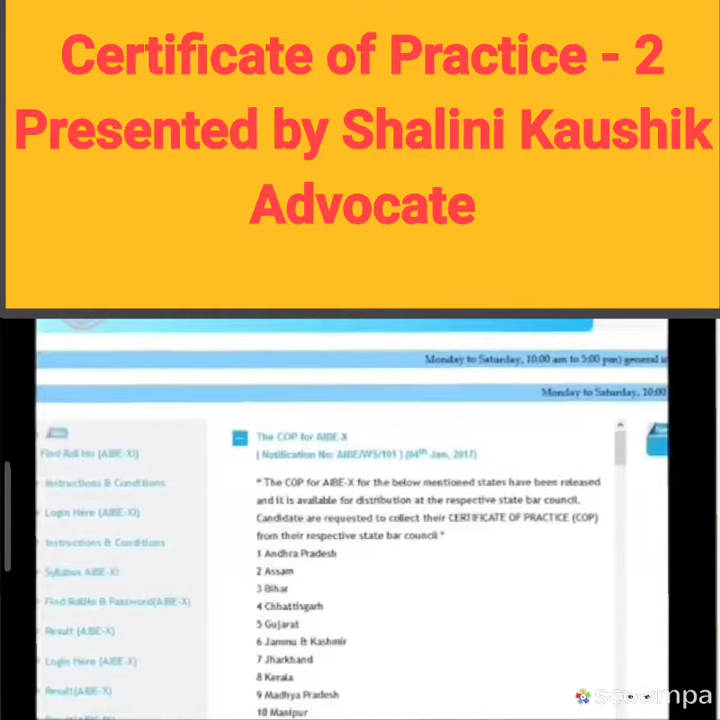 Certificate of Practice - 2
Presented by Shalini Kaushik
Advocate
Monday to Saturday, 10:00 am to 5:00 pm) general
Monday to Saturday, 10:00
Find Roll No (AIBE-XI)
Instructions & Conditions
Login Here (AIBE-XI)
Instructions & Conditions
Syllabus AIBE-XI
Find RollNo & Password(AIBE-X)
Result (AIBE-X)
Login Here (AIBE-X)
Result(AIBE-X)
The COP for AIBE X
( Notification No: AIBE/WS/101 ) (04th Jan, 2017)
" The COP for AIBE-X for the below mentioned states have been released
and it is available for distribution at the respective state bar council.
Candidate are requested to collect their CERTIFICATE OF PRACTICE (COP)
from their respective state bar council "
1 Andhra Pradesh
2 Assam
3 Bihar
4 Chhattisgarh
5 Gujarat
6 Jammu & Kashmir
7 Jharkhand
8 Kerala
9 Madhya Pradesh
10 Manipur
scoompa